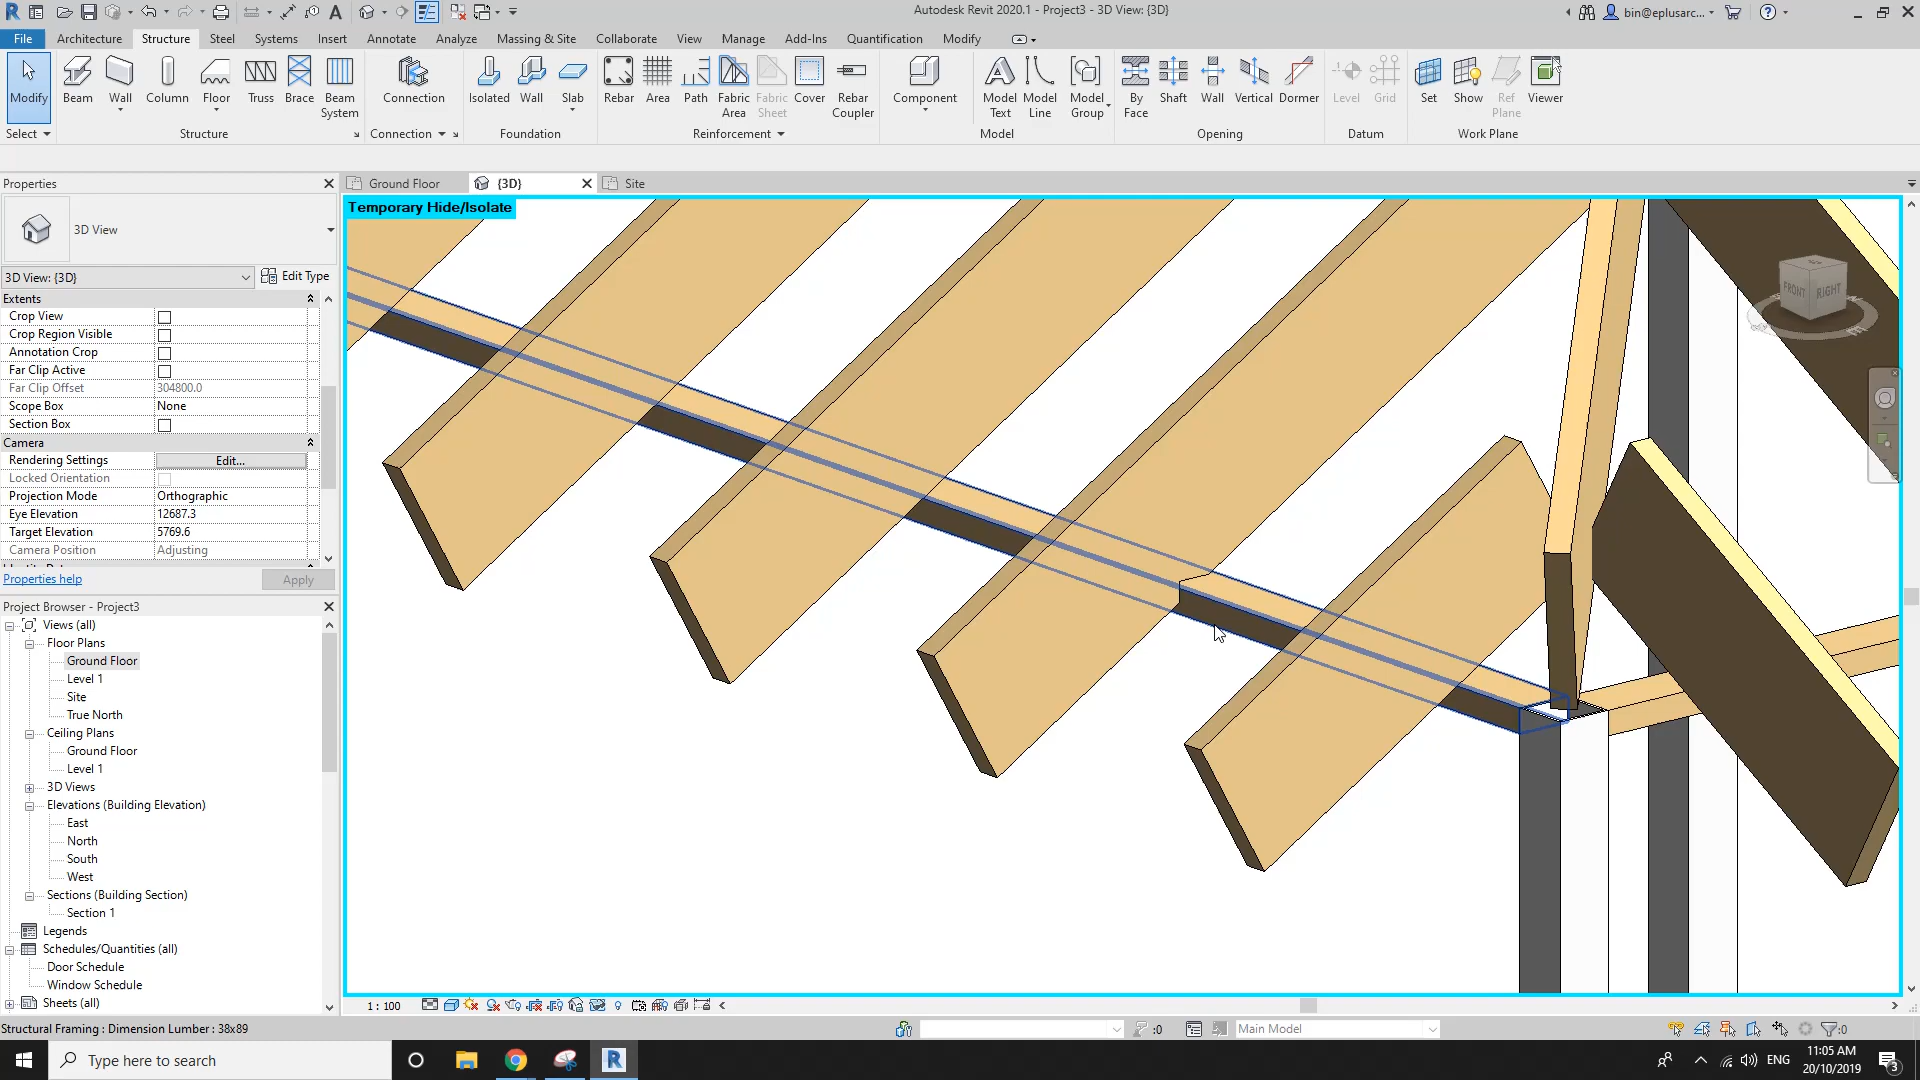 Autodesk Revit 2020.1 - Project3 - 3D View: {3D}
bin@eplusarc...
File Architecture Structure Steel Systems Insert Annotate Analyze Massing & Site Collaborate View Manage Add-Ins Quantification Modify
Modify
Beam
Wall
Column
Floor
Truss
Brace
Beam System
Connection
Isolated
Wall
Slab
Rebar
Area
Path
Fabric Area
Fabric Sheet
Cover
Rebar Coupler
Component
Model Text
Model Line
Model Group
By Face
Shaft
Wall
Vertical
Dormer
Level
Grid
Set
Show
Ref Plane
Viewer
Select
Structure
Connection
Foundation
Reinforcement
Model
Opening
Datum
Work Plane
Properties
Ground Floor
{3D}
Site
Temporary Hide/Isolate
3D View
3D View: {3D}
Edit Type
Extents
Crop View
Crop Region Visible
Annotation Crop
Far Clip Active
Far Clip Offset 304800.0
Scope Box None
Section Box
Camera
Rendering Settings Edit...
Locked Orientation
Projection Mode Orthographic
Eye Elevation 12687.3
Target Elevation 5769.6
Camera Position Adjusting
Properties help
Apply
FRONT
RIGHT
Project Browser - Project3
Views (all)
Floor Plans
Ground Floor
Level 1
Site
True North
Ceiling Plans
Ground Floor
Level 1
3D Views
Elevations (Building Elevation)
East
North
South
West
Sections (Building Section)
Section 1
Legends
Schedules/Quantities (all)
Door Schedule
Window Schedule
Sheets (all)
1 : 100
Structural Framing : Dimension Lumber : 38x89
:0
Main Model
:0
Type here to search
ENG
11:05 AM
20/10/2019
3